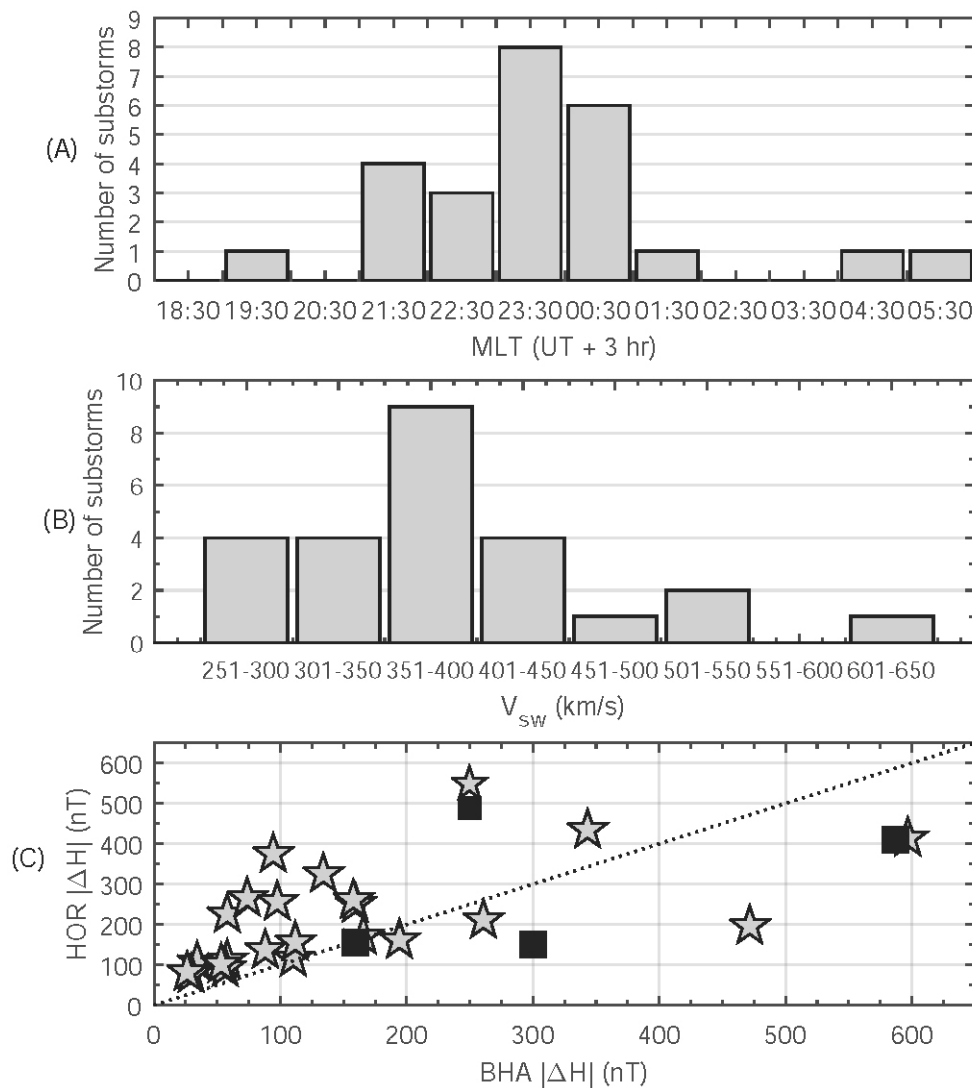 (A)
Number of substorms
9
8
7
6
5
4
3
2
1
0
18:30 19:30 20:30 21:30 22:30 23:30 00:30 01:30 02:30 03:30 04:30 05:30
MLT (UT + 3 hr)
(B)
Number of substorms
10
8
6
4
2
0
251-300 301-350 351-400 401-450 451-500 501-550 551-600 601-650
V_sw (km/s)
(C)
HOR |ΔH| (nT)
600
500
400
300
200
100
0
0 100 200 300 400 500 600
BHA |ΔH| (nT)